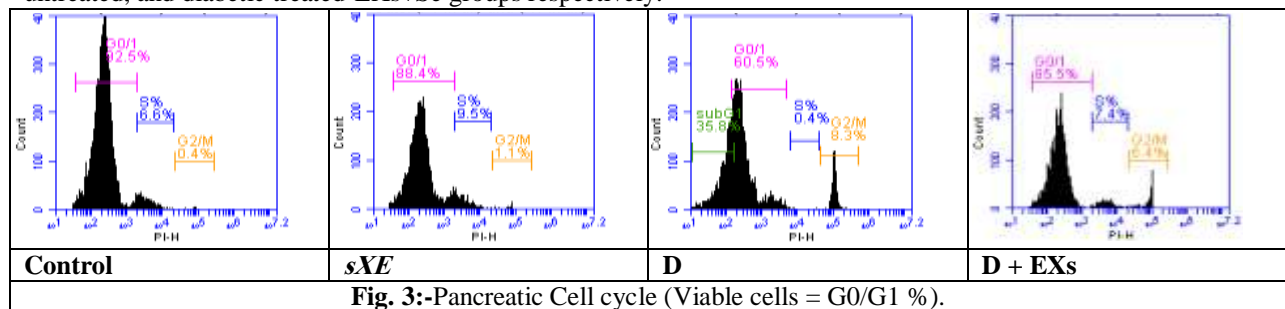 untreated, and diabetic treated EXs/Se groups respectively.
G0/1
92.5%
S%
6.6%
G2/M
0.4%
Count
PI-H
G0/1
88.4%
S%
9.5%
G2/M
1.1%
Count
PI-H
G0/1
60.5%
subG1
35.8%
S%
0.4%
G2/M
8.3%
Count
PI-H
G0/1
85.5%
S%
7.4%
G2/M
6.4%
Count
PI-H
Control
sXE
D
D + EXs
Fig. 3:-Pancreatic Cell cycle (Viable cells = G0/G1 %).